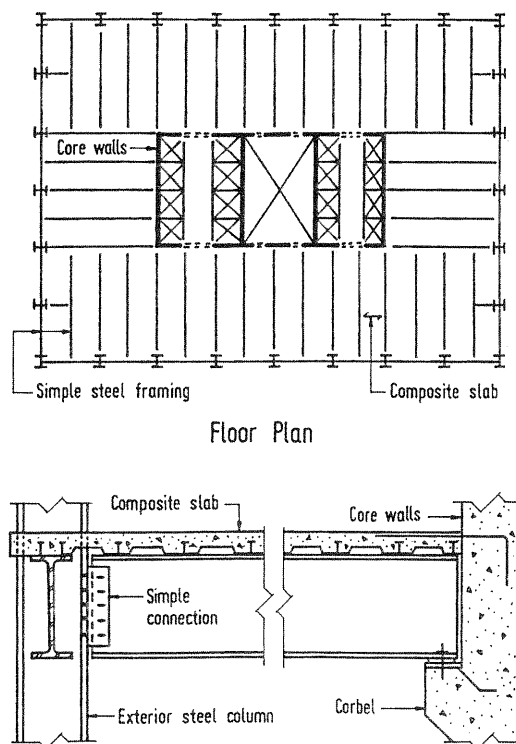 Core walls
Simple steel framing
Composite slab
Floor Plan
Composite slab
Core walls
Simple
connection
Exterior steel column
Corbel